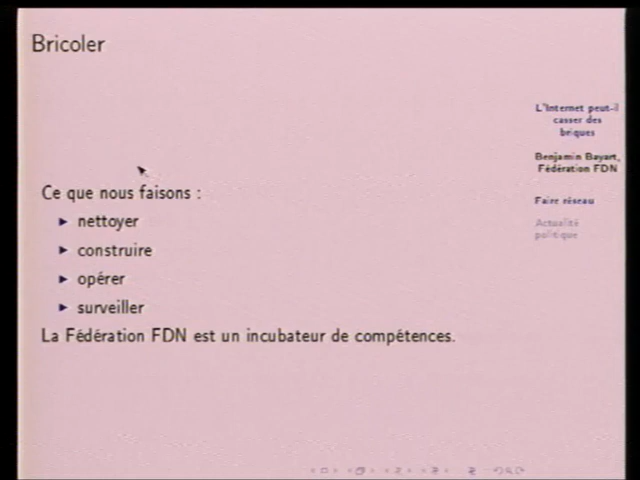 Bricoler
L'Internet peut-il
casser des
briques
Benjamin Bayart,
Fédération FDN
Faire réseau
Actualité
politique
Ce que nous faisons :
nettoyer
construire
opérer
surveiller
La Fédération FDN est un incubateur de compétences.